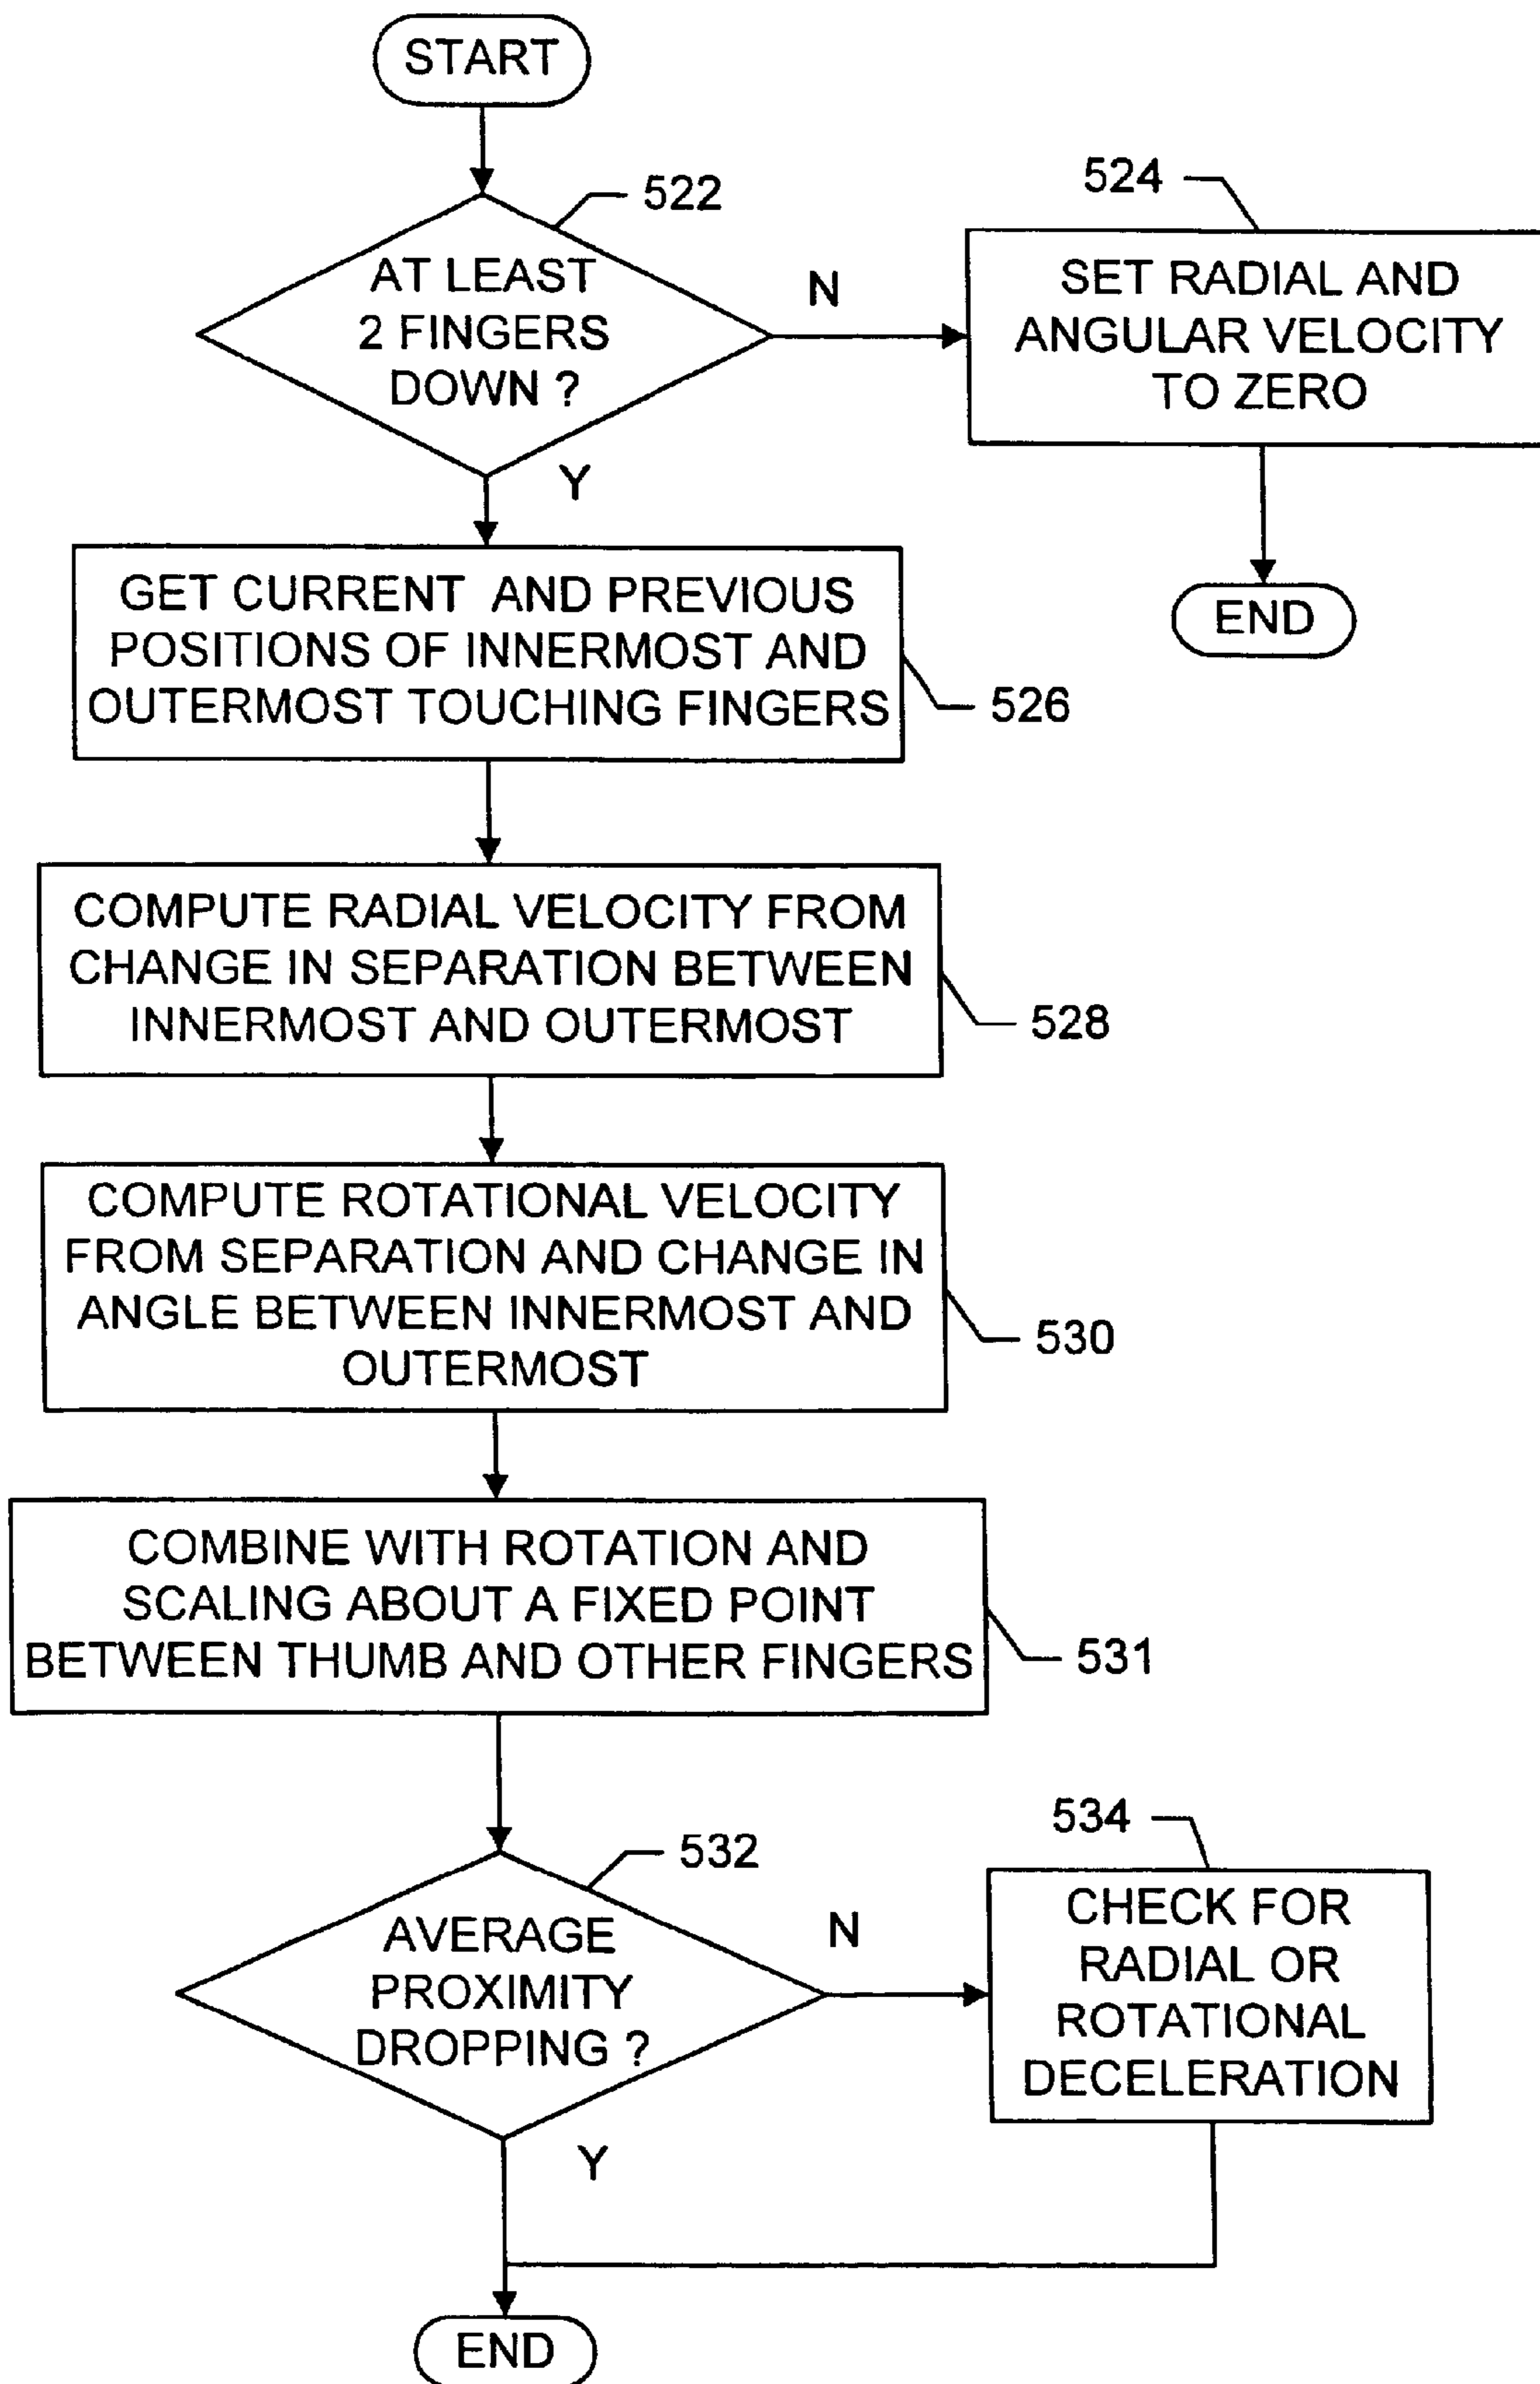 START
522
AT LEAST
2 FINGERS
DOWN ?
N
524
SET RADIAL AND
ANGULAR VELOCITY
TO ZERO
END
Y
GET CURRENT AND PREVIOUS
POSITIONS OF INNERMOST AND
OUTERMOST TOUCHING FINGERS
526
COMPUTE RADIAL VELOCITY FROM
CHANGE IN SEPARATION BETWEEN
INNERMOST AND OUTERMOST
528
COMPUTE ROTATIONAL VELOCITY
FROM SEPARATION AND CHANGE IN
ANGLE BETWEEN INNERMOST AND
OUTERMOST
530
COMBINE WITH ROTATION AND
SCALING ABOUT A FIXED POINT
BETWEEN THUMB AND OTHER FINGERS
531
532
AVERAGE
PROXIMITY
DROPPING ?
N
534
CHECK FOR
RADIAL OR
ROTATIONAL
DECELERATION
Y
END